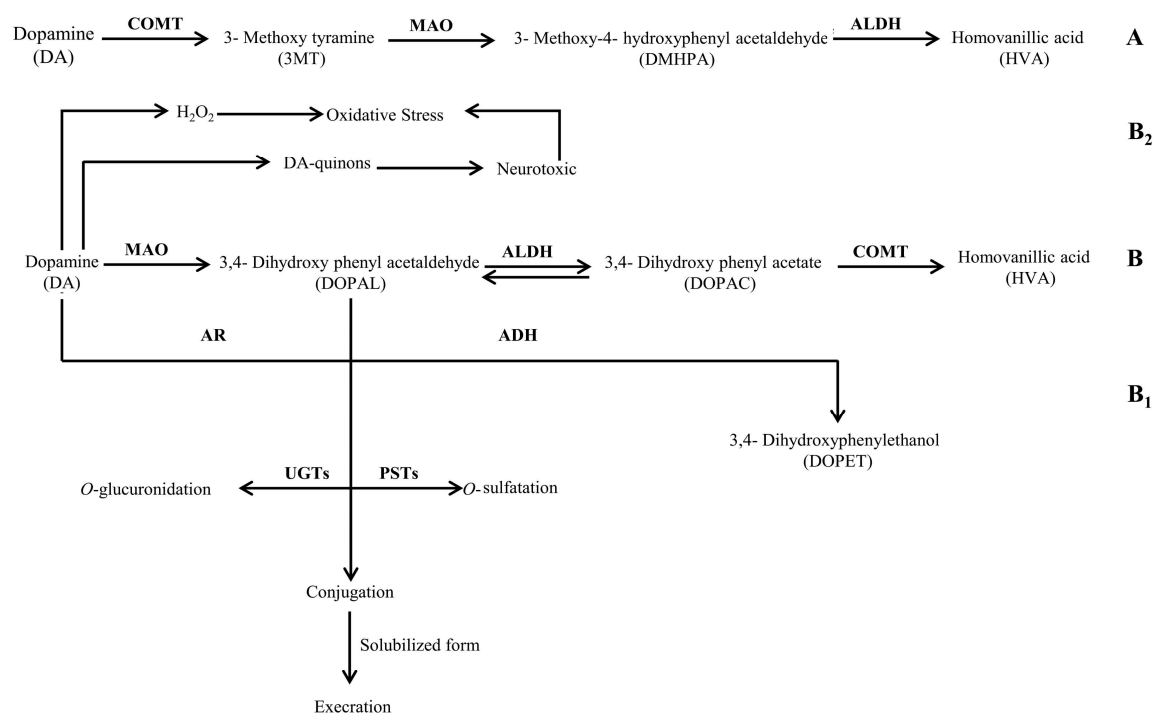 COMT MAO ALDH
Dopamine 3- Methoxy tyramine 3- Methoxy-4- hydroxyphenyl acetaldehyde Homovanillic acid A
(DA) (3MT) (DMHPA) (HVA)
H₂O₂ Oxidative Stress
B₂
DA-quinons Neurotoxic
MAO ALDH COMT
Dopamine 3,4- Dihydroxy phenyl acetaldehyde 3,4- Dihydroxy phenyl acetate Homovanillic acid B
(DA) (DOPAL) (DOPAC) (HVA)
AR ADH
B₁
3,4- Dihydroxyphenylethanol
(DOPET)
UGTs PSTs
O-glucuronidation O-sulfatation
Conjugation
Solubilized form
Execration